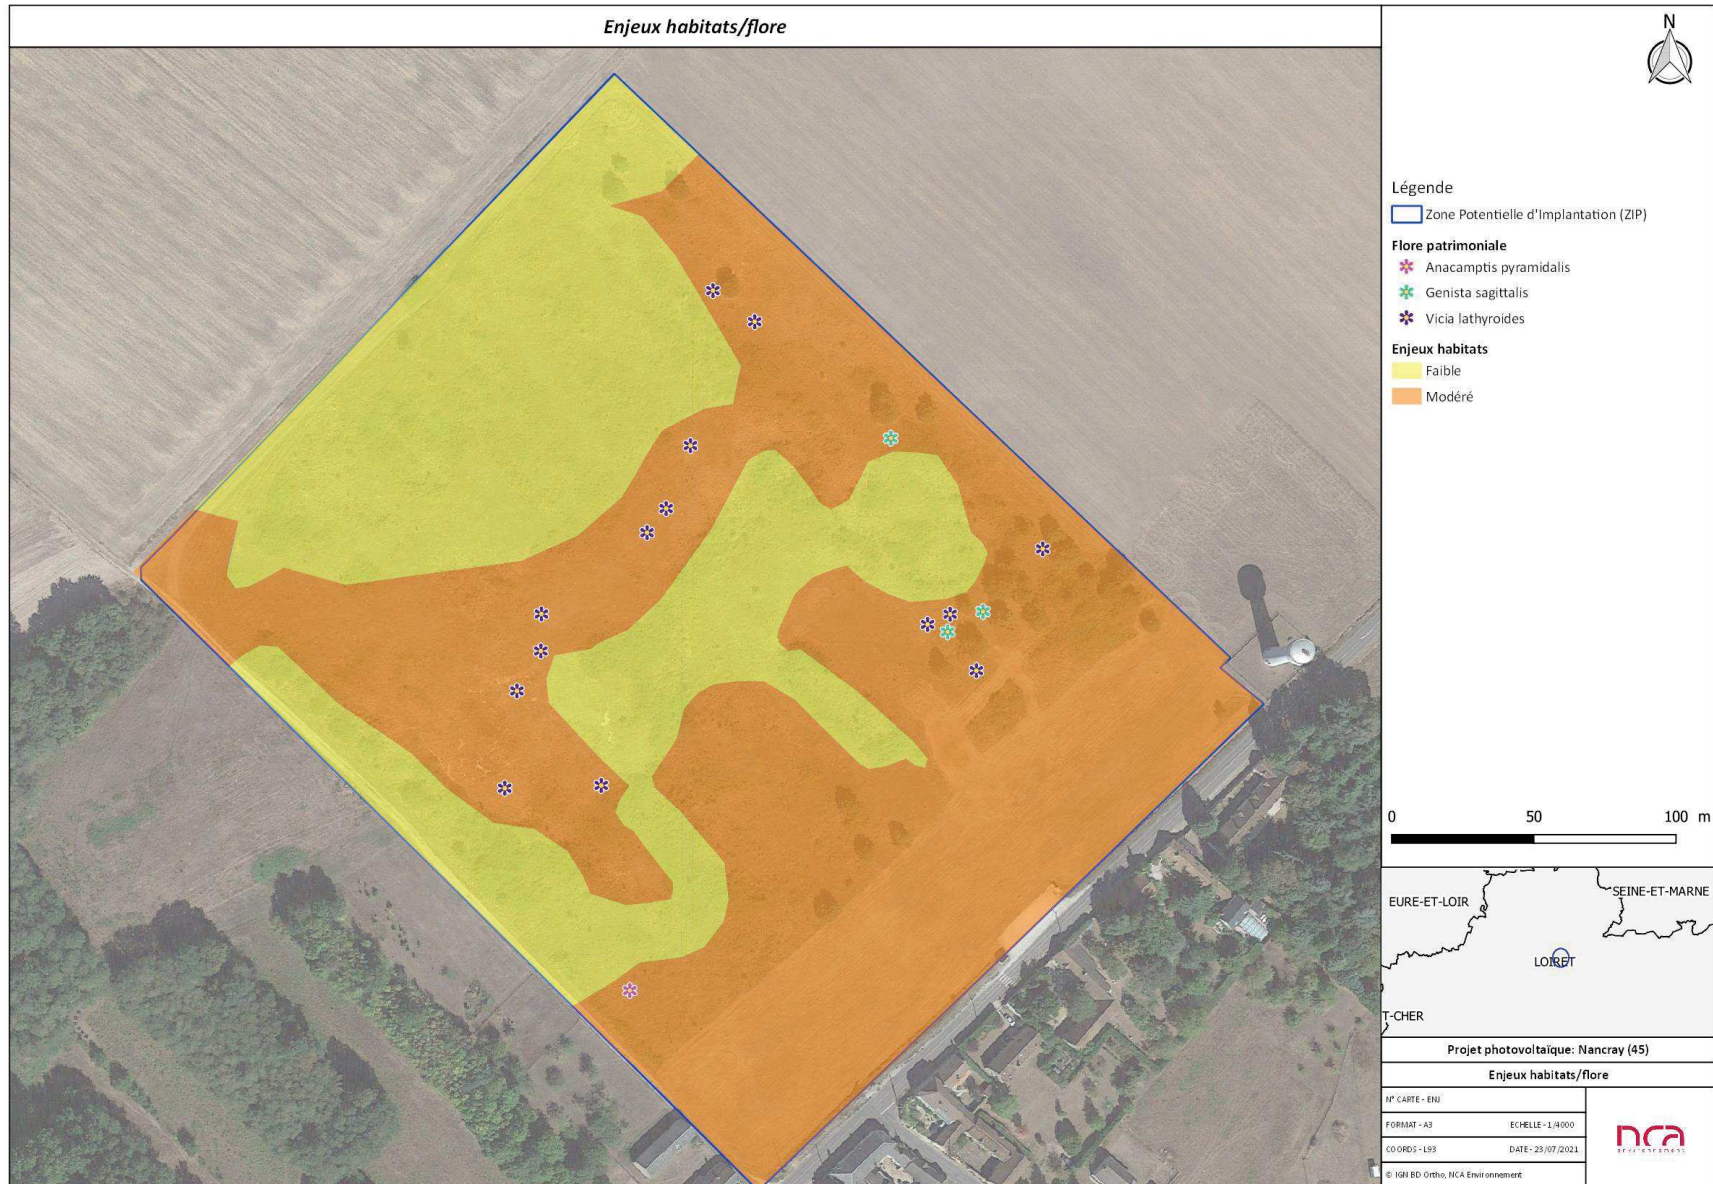 Enjeux habitats/flore
N
Légende
Zone Potentielle d'Implantation (ZIP)
Flore patrimoniale
Anacamptis pyramidalis
Genista sagittalis
Vicia lathyroides
Enjeux habitats
Faible
Modéré
0 50 100 m
EURE-ET-LOIR
SEINE-ET-MARNE
LOIRET
T-CHER
Projet photovoltaïque: Nancray (45)
Enjeux habitats/flore
N° CARTE - ENJ
FORMAT - A3 ECHELLE - 1/4000
COORDS - L93 DATE - 23/07/2021
© IGN BD Ortho, NCA Environnement
nca
environnement